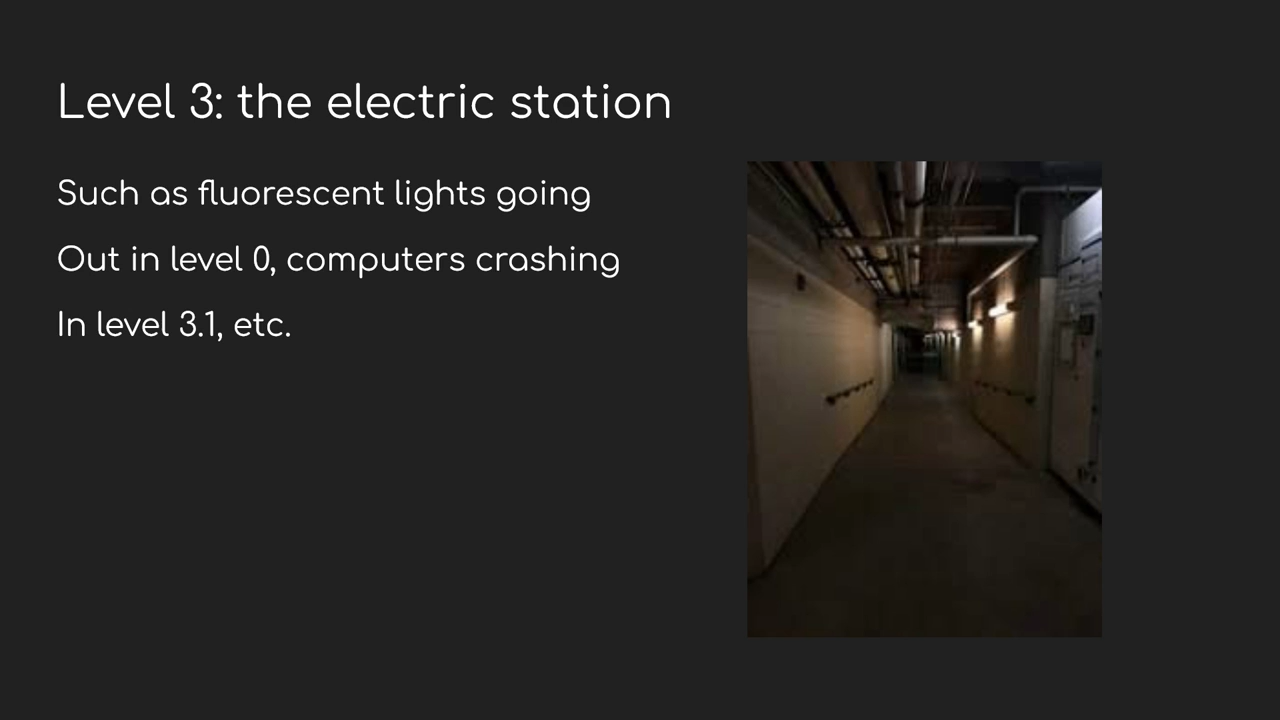 Level 3: the electric station
Such as fluorescent lights going
Out in level 0, computers crashing
In level 3.1, etc.